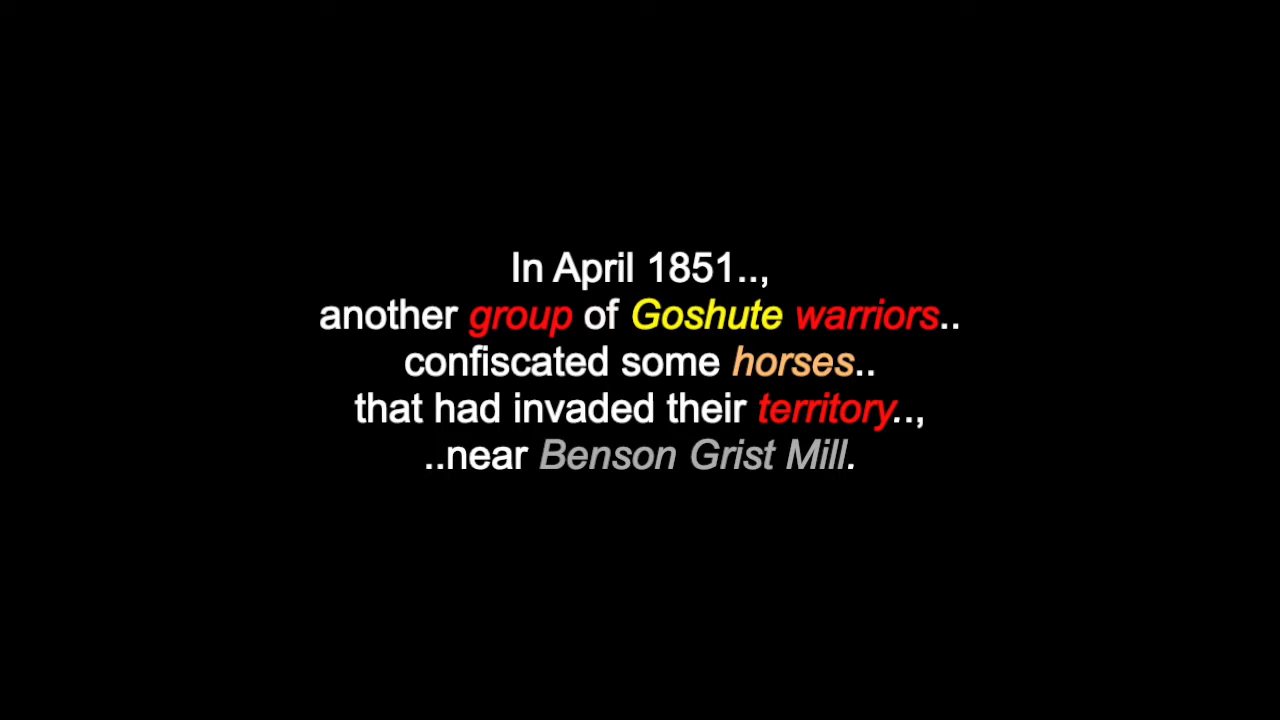 In April 1851..,
another group of Goshute warriors..
confiscated some horses..
that had invaded their territory..,
..near Benson Grist Mill.